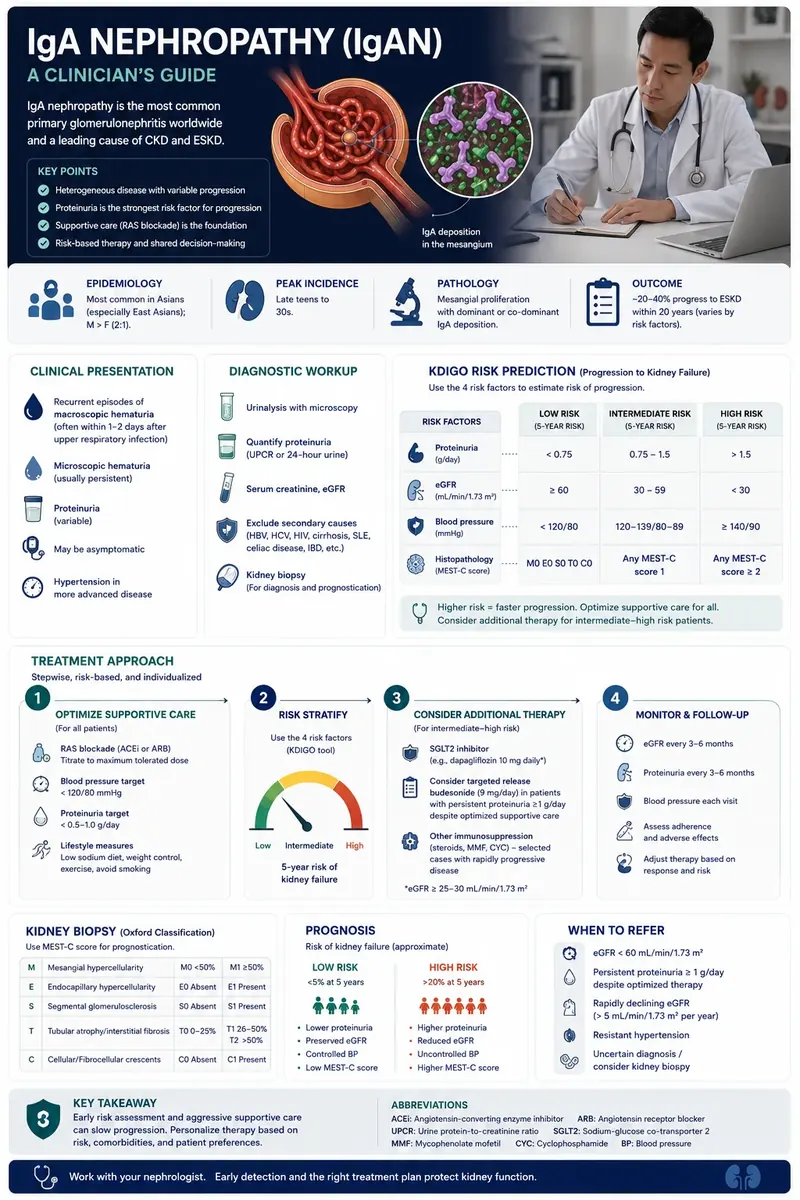 IgA NEPHROPATHY (IgAN)
A CLINICIAN'S GUIDE
IgA nephropathy is the most common
primary glomerulonephritis worldwide
and a leading cause of CKD and ESKD.
KEY POINTS
Heterogeneous disease with variable progression
Proteinuria is the strongest risk factor for progression
Supportive care (RAS blockade) is the foundation
Risk-based therapy and shared decision-making
IgA deposition
in the mesangium
EPIDEMIOLOGY
Most common in Asians
(especially East Asians);
M > F (2:1).
PEAK INCIDENCE
Late teens to
30s.
PATHOLOGY
Mesangial proliferation
with dominant or co-dominant
IgA deposition.
OUTCOME
~20–40% progress to ESKD
within 20 years (varies by
risk factors).
CLINICAL PRESENTATION
Recurrent episodes of
macroscopic hematuria
(often within 1–2 days after
upper respiratory infection)
Microscopic hematuria
(usually persistent)
Proteinuria
(variable)
May be asymptomatic
Hypertension in
more advanced disease
DIAGNOSTIC WORKUP
Urinalysis with microscopy
Quantify proteinuria
(UPCR or 24-hour urine)
Serum creatinine, eGFR
Exclude secondary causes
(HBV, HCV, HIV, cirrhosis, SLE,
celiac disease, IBD, etc.)
Kidney biopsy
(For diagnosis and prognostication)
KDIGO RISK PREDICTION (Progression to Kidney Failure)
Use the 4 risk factors to estimate risk of progression.
RISK FACTORS LOW RISK (5-YEAR RISK) INTERMEDIATE RISK (5-YEAR RISK) HIGH RISK (5-YEAR RISK)
Proteinuria (g/day) < 0.75 0.75 – 1.5 > 1.5
eGFR (mL/min/1.73 m²) ≥ 60 30 – 59 < 30
Blood pressure (mmHg) < 120/80 120–139/80–89 ≥ 140/90
Histopathology (MEST-C score) M0 E0 S0 T0 C0 Any MEST-C score 1 Any MEST-C score ≥ 2
Higher risk = faster progression. Optimize supportive care for all.
Consider additional therapy for intermediate–high risk patients.
TREATMENT APPROACH
Stepwise, risk-based, and individualized
1
OPTIMIZE SUPPORTIVE CARE
(For all patients)
RAS blockade (ACEi or ARB)
Titrate to maximum tolerated dose
Blood pressure target
< 120/80 mmHg
Proteinuria target
< 0.5–1.0 g/day
Lifestyle measures
Low sodium diet, weight control,
exercise, avoid smoking
2
RISK STRATIFY
Use the 4 risk factors
(KDIGO tool)
Low Intermediate High
5-year risk of
kidney failure
3
CONSIDER ADDITIONAL THERAPY
(For intermediate–high risk)
SGLT2 inhibitor
(e.g., dapagliflozin 10 mg daily*)
Consider targeted release
budesonide (9 mg/day) in patients
with persistent proteinuria ≥1 g/day
despite optimized supportive care
Other immunosuppression
(steroids, MMF, CYC) – selected
cases with rapidly progressive
disease
*eGFR ≥ 25–30 mL/min/1.73 m²
4
MONITOR & FOLLOW-UP
eGFR every 3–6 months
Proteinuria every 3–6 months
Blood pressure each visit
Assess adherence
and adverse effects
Adjust therapy based on
response and risk
KIDNEY BIOPSY (Oxford Classification)
Use MEST-C score for prognostication.
M Mesangial hypercellularity M0 <50% M1 ≥50%
E Endocapillary hypercellularity E0 Absent E1 Present
S Segmental glomerulosclerosis S0 Absent S1 Present
T Tubular atrophy/interstitial fibrosis T0 0–25% T1 26–50% T2 >50%
C Cellular/Fibrocellular crescents C0 Absent C1 Present
PROGNOSIS
Risk of kidney failure (approximate)
LOW RISK
<5% at 5 years
• Lower proteinuria
• Preserved eGFR
• Controlled BP
• Low MEST-C score
HIGH RISK
>20% at 5 years
• Higher proteinuria
• Reduced eGFR
• Uncontrolled BP
• Higher MEST-C score
WHEN TO REFER
eGFR < 60 mL/min/1.73 m²
Persistent proteinuria ≥ 1 g/day
despite optimized therapy
Rapidly declining eGFR
(> 5 mL/min/1.73 m² per year)
Resistant hypertension
Uncertain diagnosis /
consider kidney biopsy
KEY TAKEAWAY
Early risk assessment and aggressive supportive care
can slow progression. Personalize therapy based on
risk, comorbidities, and patient preferences.
ABBREVIATIONS
ACEi: Angiotensin-converting enzyme inhibitor ARB: Angiotensin receptor blocker
UPCR: Urine protein-to-creatinine ratio SGLT2: Sodium-glucose co-transporter 2
MMF: Mycophenolate mofetil CYC: Cyclophosphamide BP: Blood pressure
Work with your nephrologist. Early detection and the right treatment plan protect kidney function.